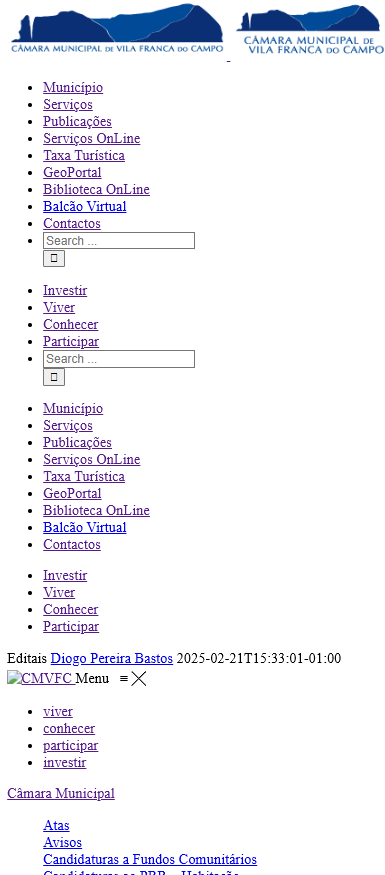 CÂMARA MUNICIPAL DE VILA FRANCA DO CAMPO
CÂMARA MUNICIPAL DE
VILA FRANCA DO CAMPO
Município
Serviços
Publicações
Serviços OnLine
Taxa Turística
GeoPortal
Biblioteca OnLine
Balcão Virtual
Contactos
Search ...
Investir
Viver
Conhecer
Participar
Search ...
Município
Serviços
Publicações
Serviços OnLine
Taxa Turística
GeoPortal
Biblioteca OnLine
Balcão Virtual
Contactos
Investir
Viver
Conhecer
Participar
Editais Diogo Pereira Bastos 2025-02-21T15:33:01-01:00
CMVFC Menu ≡
viver
conhecer
participar
investir
Câmara Municipal
Atas
Avisos
Candidaturas a Fundos Comunitários